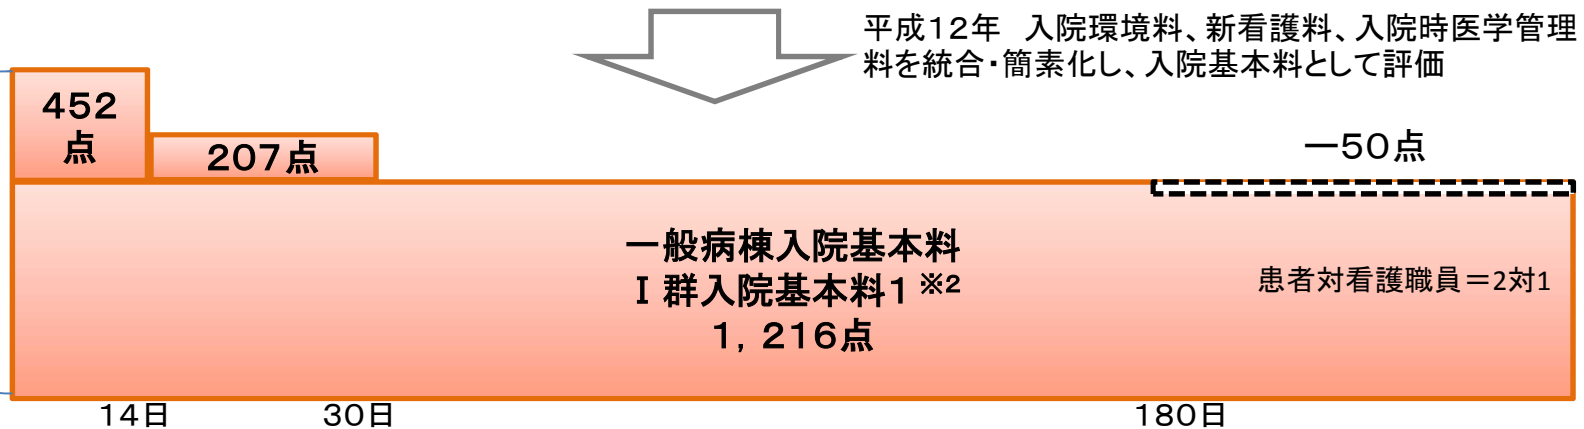 平成１２年　入院環境料、新看護料、入院時医学管理
料を統合・簡素化し、入院基本料として評価
４５２
点
２０７点
－５０点
一般病棟入院基本料
Ⅰ群入院基本料１※2
１，２１６点
患者対看護職員＝2対1
１４日
３０日
１８０日